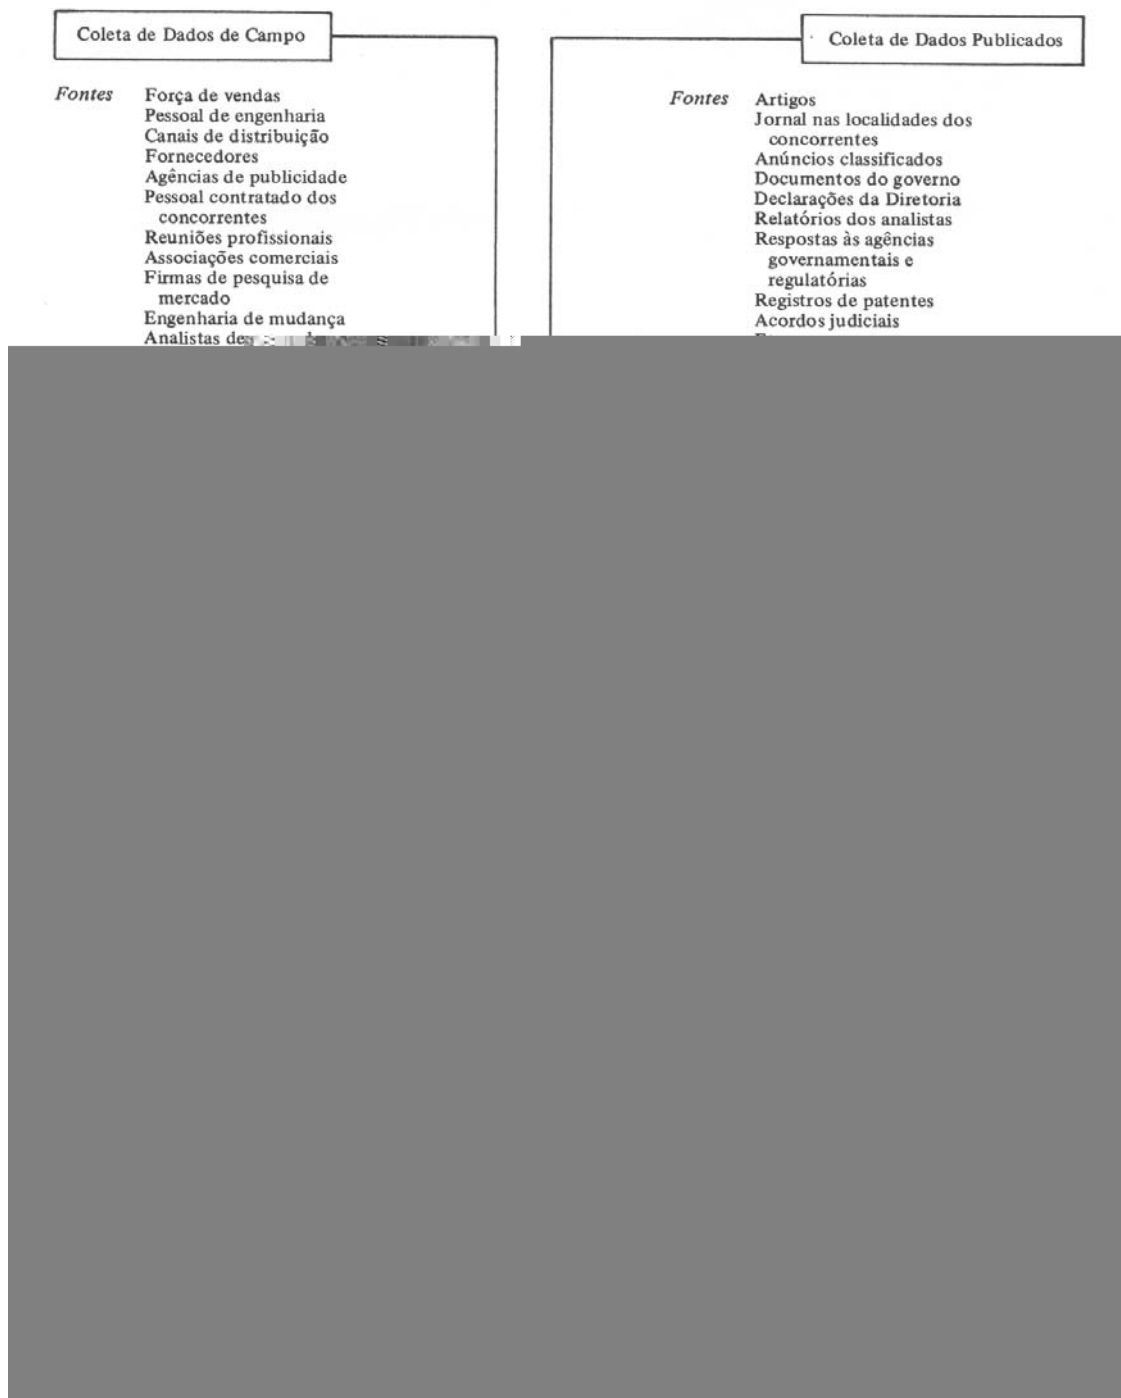 Coleta de Dados de Campo
Fontes Força de vendas
Pessoal de engenharia
Canais de distribuição
Fornecedores
Agências de publicidade
Pessoal contratado dos
concorrentes
Reuniões profissionais
Associações comerciais
Firmas de pesquisa de
mercado
Engenharia de mudança
Analistas de
Coleta de Dados Publicados
Fontes Artigos
Jornal nas localidades dos
concorrentes
Anúncios classificados
Documentos do governo
Declarações da Diretoria
Relatórios dos analistas
Respostas às agências
governamentais e
regulatórias
Registros de patentes
Acordos judiciais